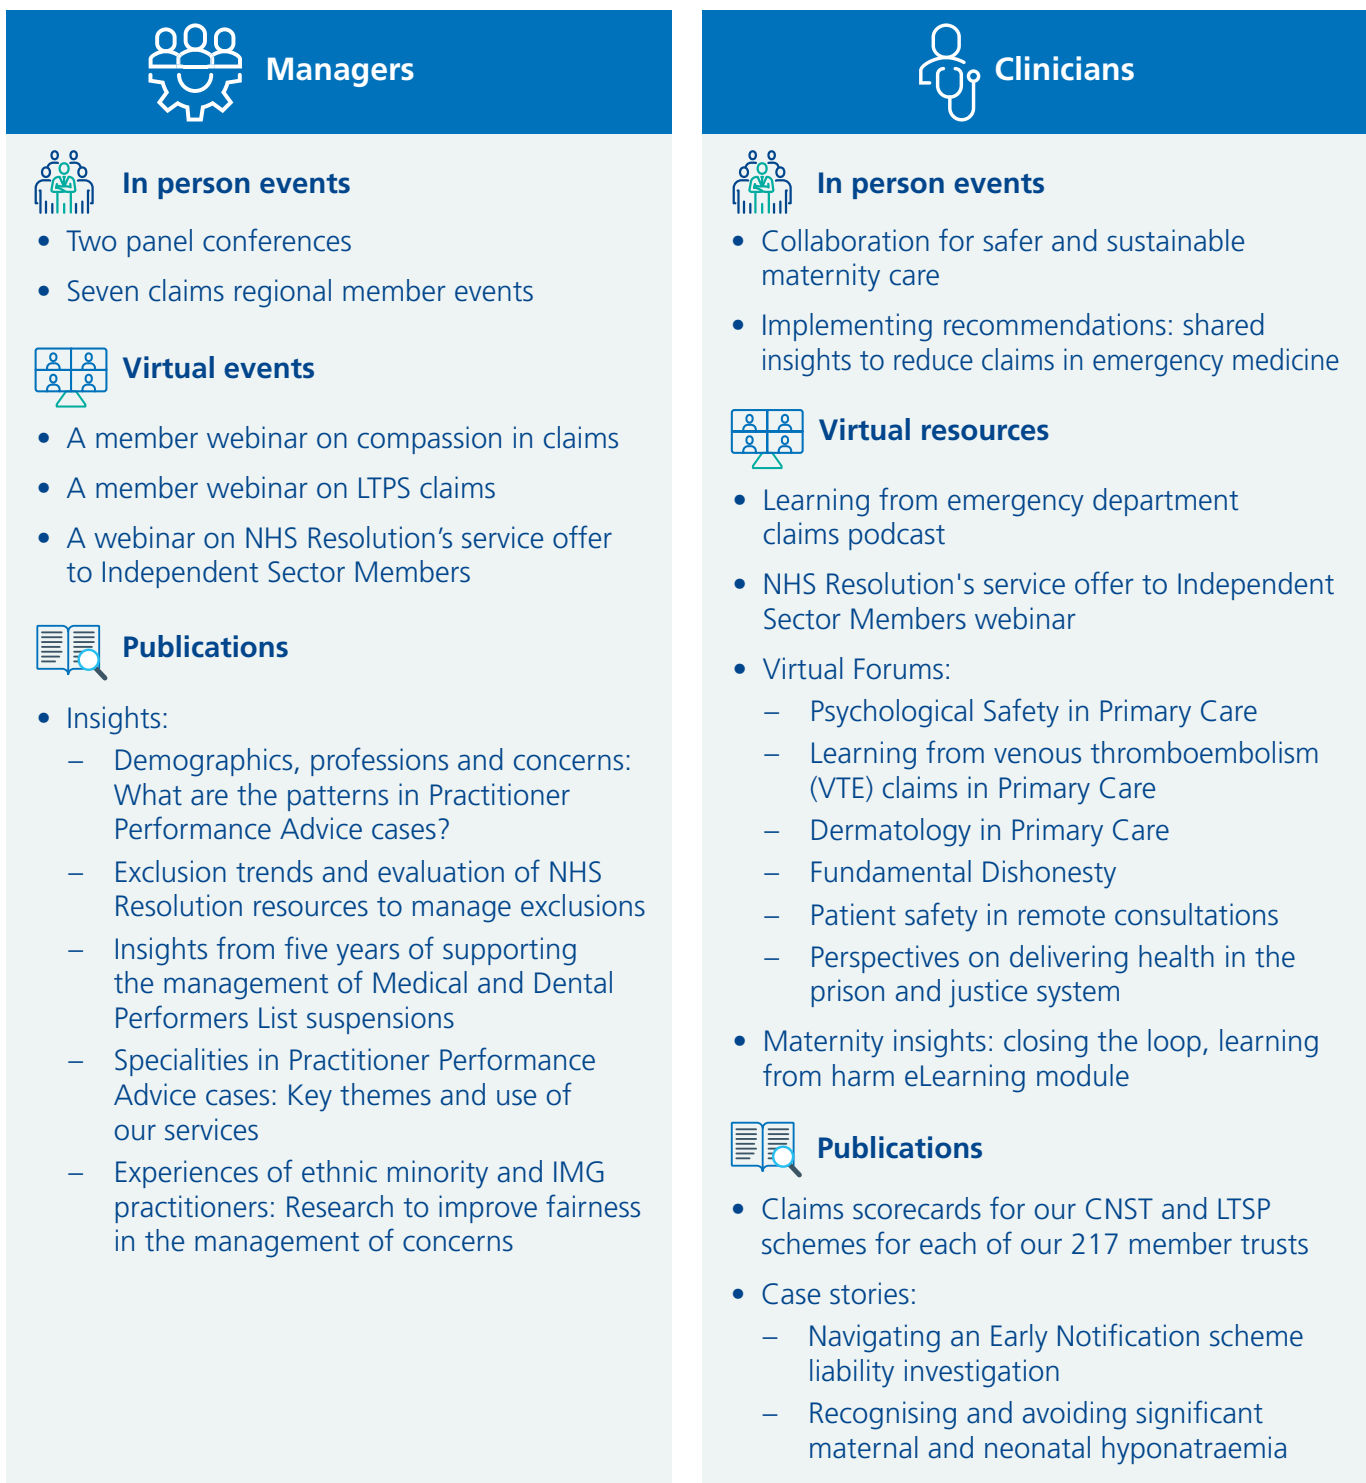 Managers
In person events
• Two panel conferences
• Seven claims regional member events
Virtual events
• A member webinar on compassion in claims
• A member webinar on LTPS claims
• A webinar on NHS Resolution’s service offer
to Independent Sector Members
Publications
• Insights:
– Demographics, professions and concerns:
What are the patterns in Practitioner
Performance Advice cases?
– Exclusion trends and evaluation of NHS
Resolution resources to manage exclusions
– Insights from five years of supporting
the management of Medical and Dental
Performers List suspensions
– Specialities in Practitioner Performance
Advice cases: Key themes and use of
our services
– Experiences of ethnic minority and IMG
practitioners: Research to improve fairness
in the management of concerns
Clinicians
In person events
• Collaboration for safer and sustainable
maternity care
• Implementing recommendations: shared
insights to reduce claims in emergency medicine
Virtual resources
• Learning from emergency department
claims podcast
• NHS Resolution's service offer to Independent
Sector Members webinar
• Virtual Forums:
– Psychological Safety in Primary Care
– Learning from venous thromboembolism
(VTE) claims in Primary Care
– Dermatology in Primary Care
– Fundamental Dishonesty
– Patient safety in remote consultations
– Perspectives on delivering health in the
prison and justice system
• Maternity insights: closing the loop, learning
from harm eLearning module
Publications
• Claims scorecards for our CNST and LTSP
schemes for each of our 217 member trusts
• Case stories:
– Navigating an Early Notification scheme
liability investigation
– Recognising and avoiding significant
maternal and neonatal hyponatraemia